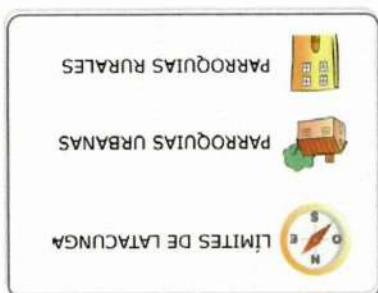 N
O E
S
LÍMITES DE LATACUNGA
PARROQUIAS URBANAS
PARROQUIAS RURALES